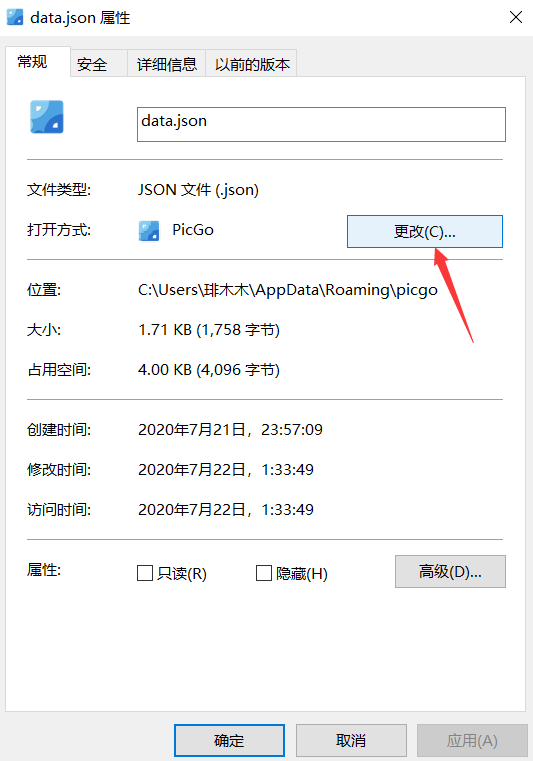 data.json 属性
常规 安全 详细信息 以前的版本
data.json
文件类型: JSON 文件 (.json)
打开方式: PicGo 更改(C)...
位置: C:\Users\琲木木\AppData\Roaming\picgo
大小: 1.71 KB (1,758 字节)
占用空间: 4.00 KB (4,096 字节)
创建时间: 2020年7月21日，23:57:09
修改时间: 2020年7月22日，1:33:49
访问时间: 2020年7月22日，1:33:49
属性: 只读(R) 隐藏(H) 高级(D)...
确定 取消 应用(A)